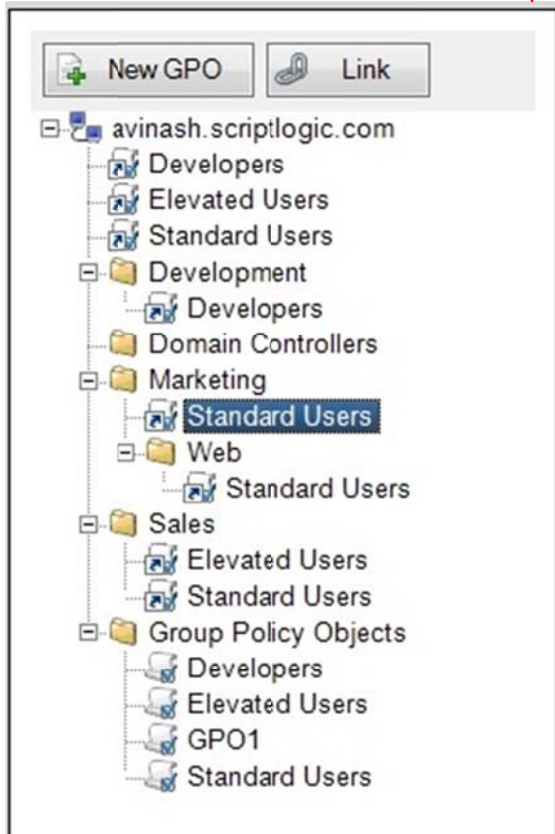 New GPO Link
avinash.scriptlogic.com
Developers
Elevated Users
Standard Users
Development
Developers
Domain Controllers
Marketing
Standard Users
Web
Standard Users
Sales
Elevated Users
Standard Users
Group Policy Objects
Developers
Elevated Users
GPO1
Standard Users